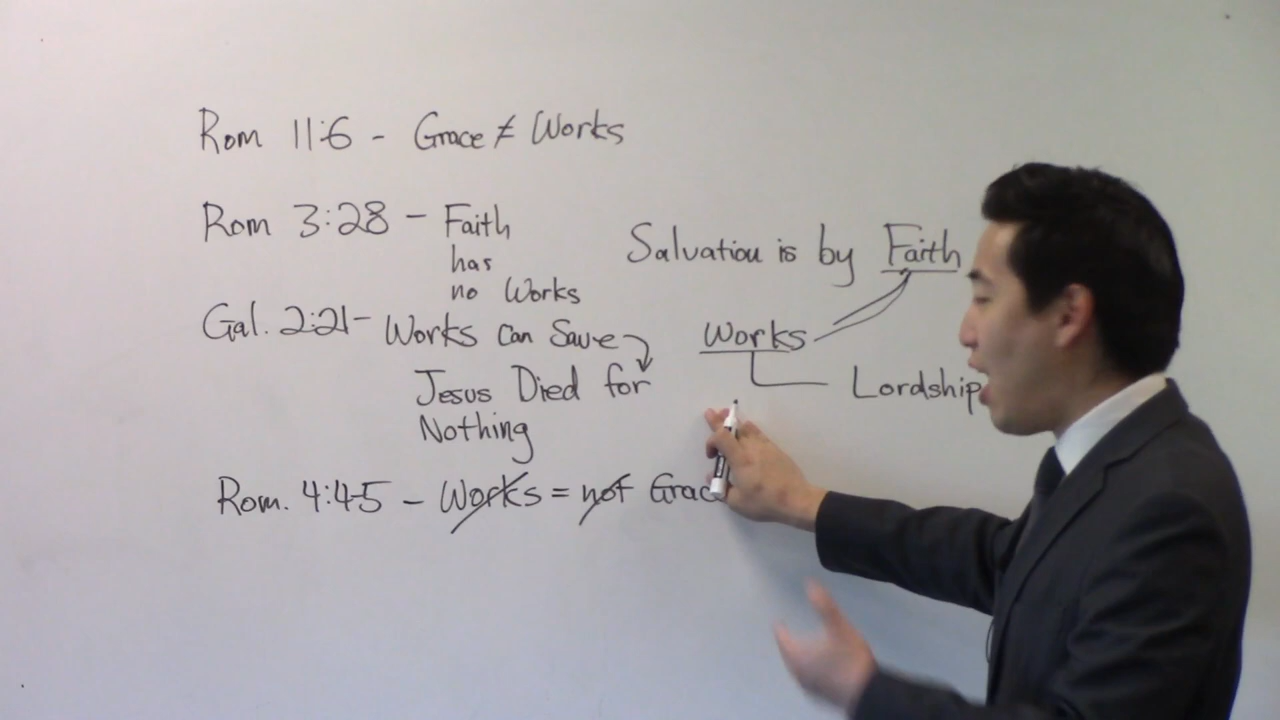 Rom 11:6 - Grace ≠ Works
Rom 3:28 - Faith
has
no Works
Gal. 2:21- Works can Save
Jesus Died for
Nothing
Rom. 4:4-5 - Works = not
Salvation is by Faith
Works
Lordship